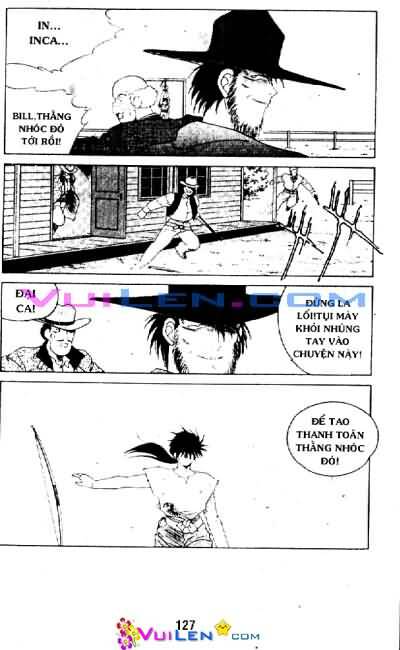 IN...
INCA...
BILL.THẰNG
NHÓC ĐÓ
TỚI RỒI!
ĐẠI
CA!
VuiLen.com
ĐỪNG LA
LỐI!TỤI MÀY
KHỎI NHÚNG
TAY VÀO
CHUYỆN NÀY!
ĐỂ TAO
THANH TOÁN
THẰNG NHÓC
ĐÓ!
127
VuiLen.com